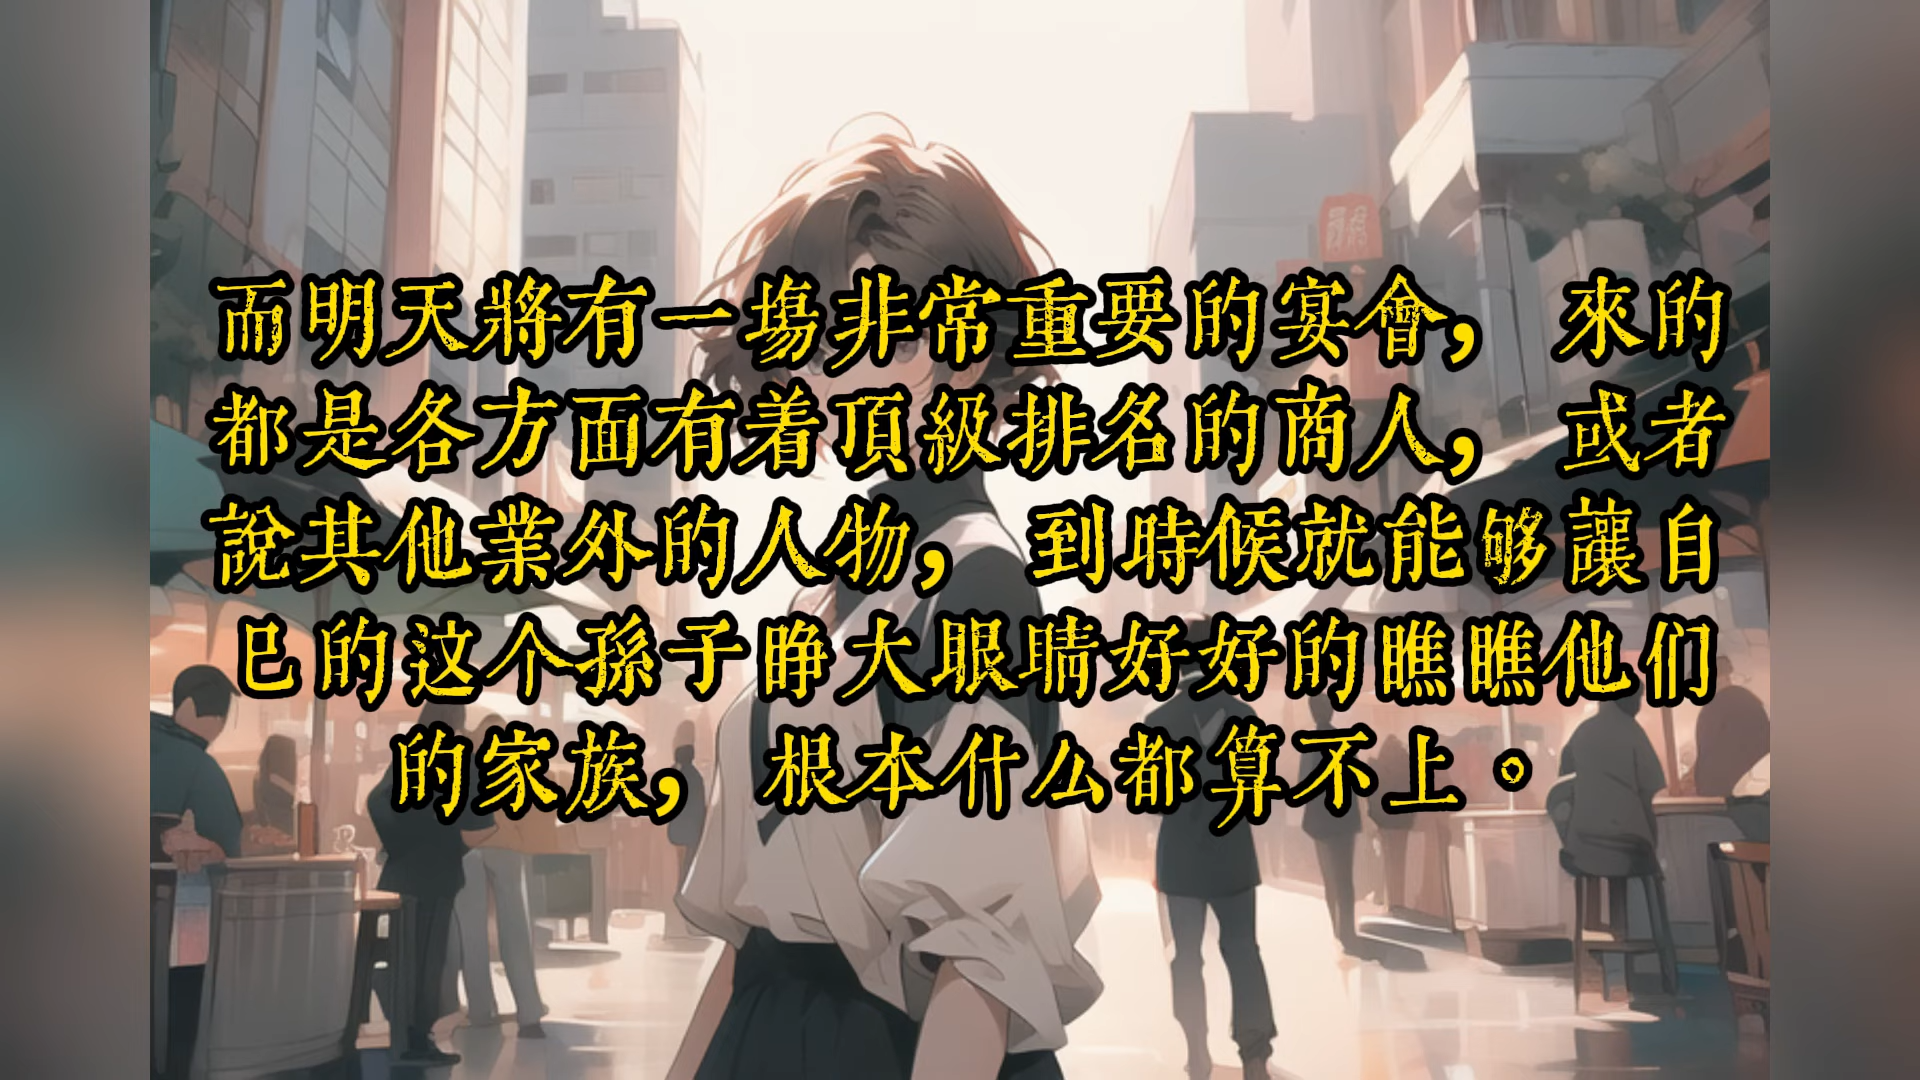 而明天將有一場非常重要的宴會，來的
都是各方面有着頂級排名的商人，或者
說其他業外的人物，到時候就能够讓自
已的这个孫子睁大眼睛好好的瞧瞧他们
的家族，根本什么都算不上。